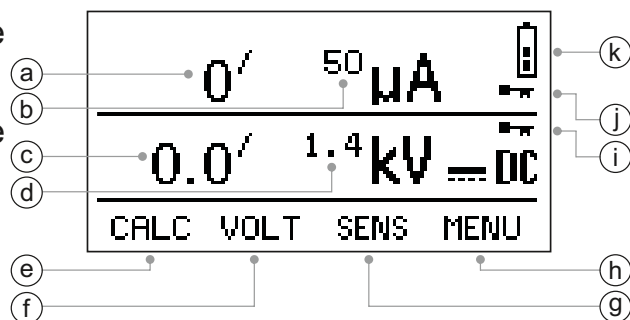 e
e
a
b
c
d
e
f
0′ 50 µA
0.0′ 1.4 kV DC
CALC VOLT SENS MENU
k
j
i
h
g